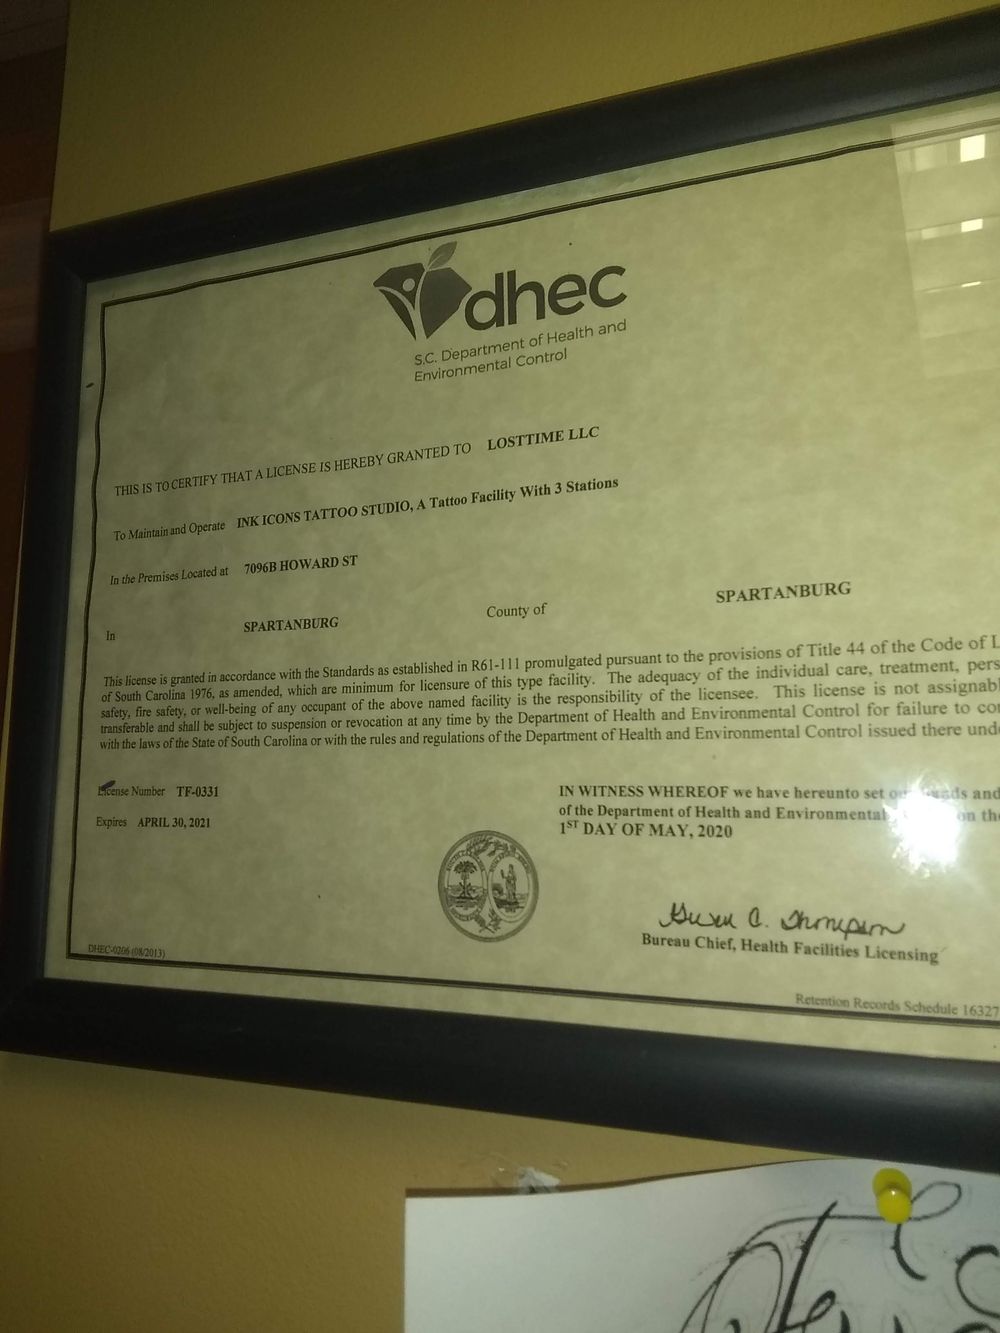 dhec
S.C. Department of Health and
Environmental Control
THIS IS TO CERTIFY THAT A LICENSE IS HEREBY GRANTED TO LOSTTIME LLC
To Maintain and Operate INK ICONS TATTOO STUDIO, A Tattoo Facility With 3 Stations
In the Premises Located at 7096B HOWARD ST
In SPARTANBURG County of SPARTANBURG
This license is granted in accordance with the Standards as established in R61-111 promulgated pursuant to the provisions of Title 44 of the Code of L
of South Carolina 1976, as amended, which are minimum for licensure of this type facility. The adequacy of the individual care, treatment, pers
safety, fire safety, or well-being of any occupant of the above named facility is the responsibility of the licensee. This license is not assignabl
transferable and shall be subject to suspension or revocation at any time by the Department of Health and Environmental Control for failure to co
with the laws of the State of South Carolina or with the rules and regulations of the Department of Health and Environmental Control issued there und
License Number TF-0331
Expires APRIL 30, 2021
IN WITNESS WHEREOF we have hereunto set and
of the Department of Health and Environmental on th
1ST DAY OF MAY, 2020
Gwen C. Thompson
Bureau Chief, Health Facilities Licensing
DHEC-0206 (08/2013)
Retention Records Schedule 16327